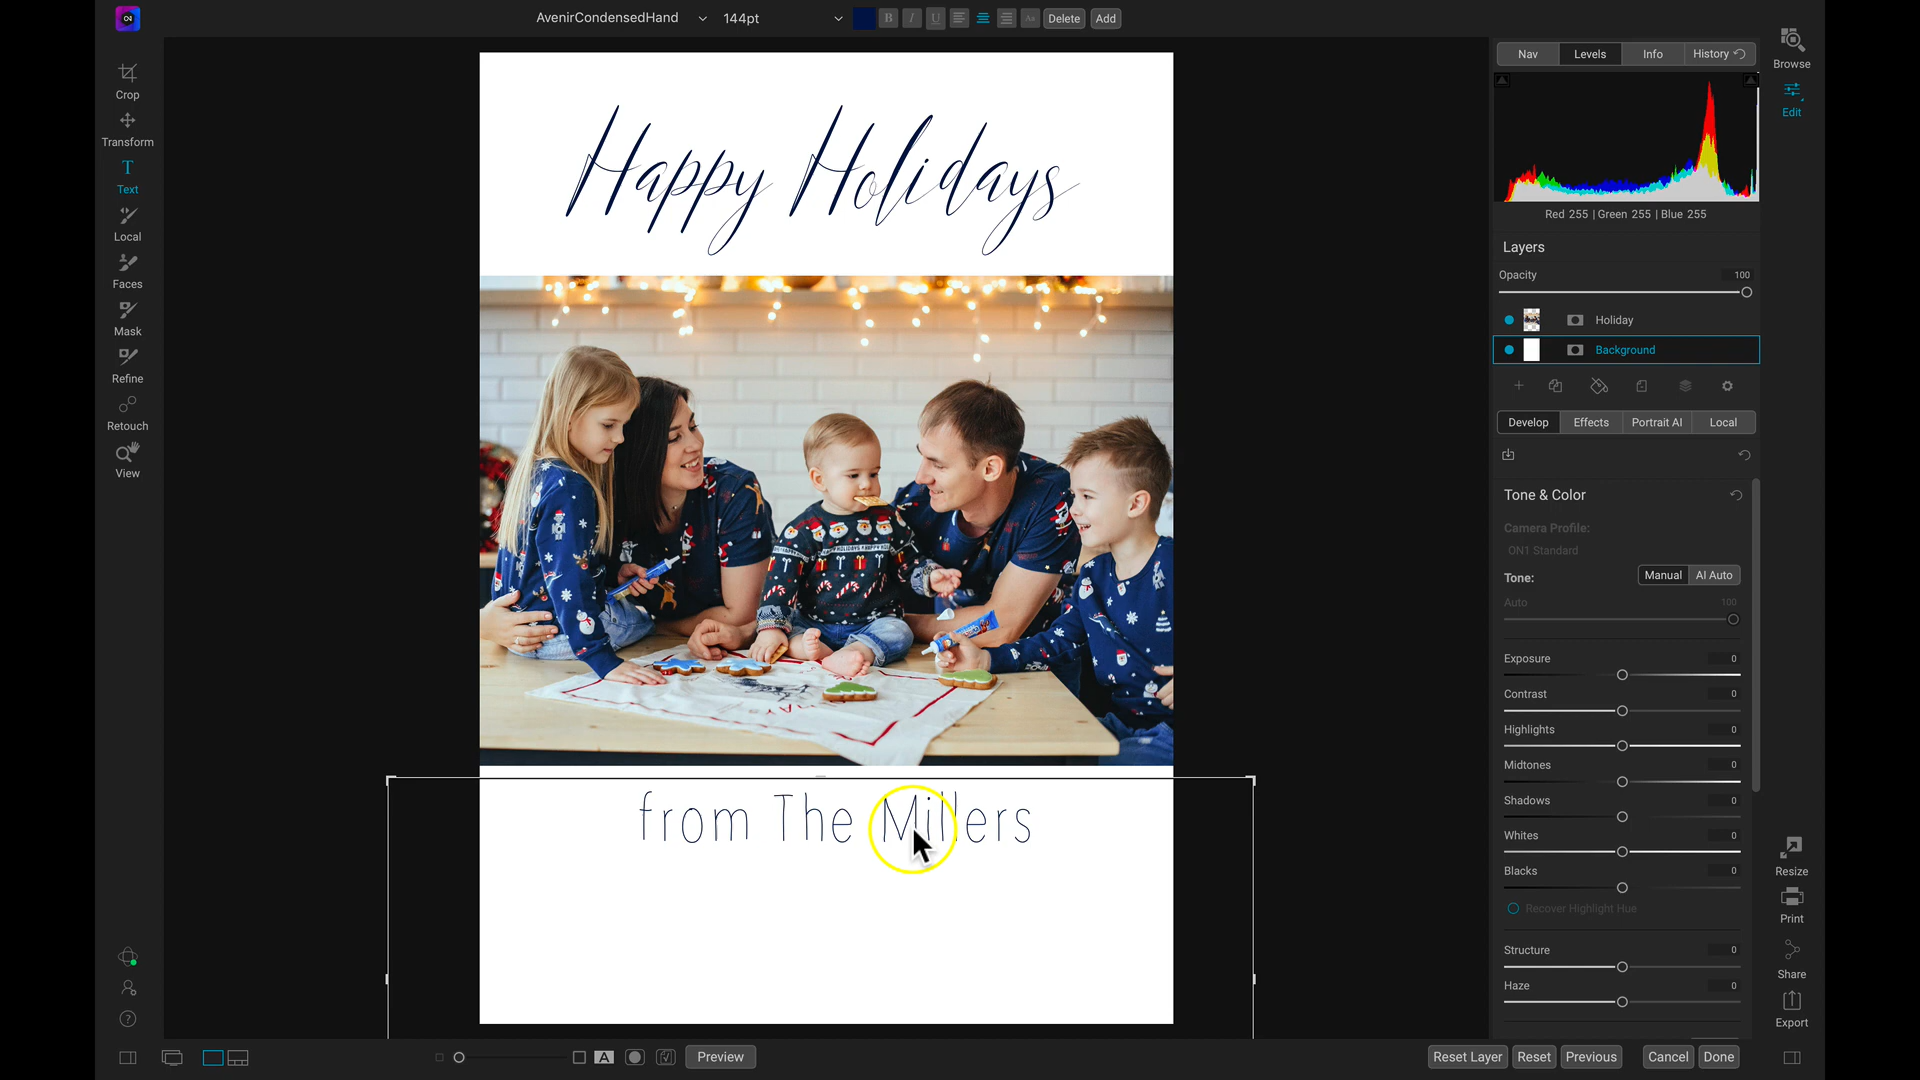 AvenirCondensedHand 144pt B I U Aa Delete Add
Nav Levels Info History
Browse
Edit
Crop
Transform
T
Text
Local
Faces
Mask
Refine
Retouch
View
Happy Holidays
from The Millers
Red 255 | Green 255 | Blue 255
Layers
Opacity 100
Holiday
Background
Develop Effects Portrait AI Local
Tone & Color
Camera Profile:
ON1 Standard
Tone: Manual AI Auto
Auto 100
Exposure 0
Contrast 0
Highlights 0
Midtones 0
Shadows 0
Whites 0
Blacks 0
Recover Highlight Hue
Structure 0
Haze 0
Resize
Print
Share
Export
?
A Preview Reset Layer Reset Previous Cancel Done